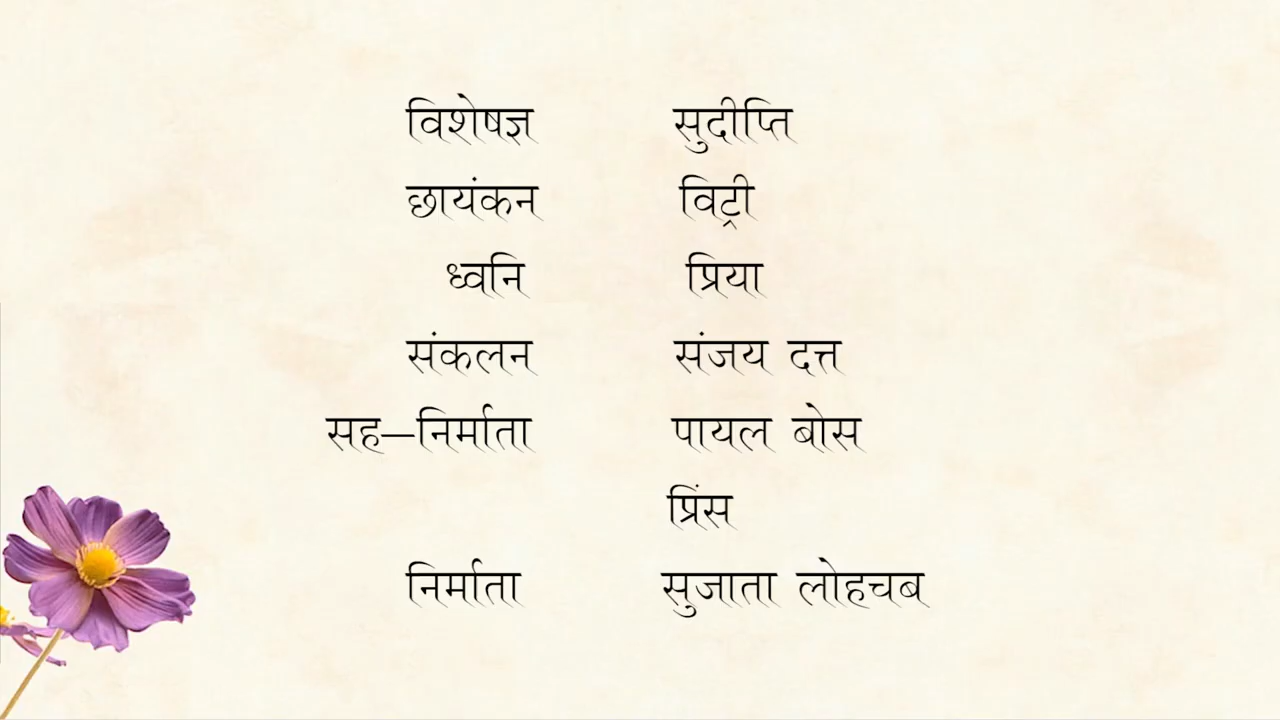 विशेषज्ञ सुदीप्ति
छायंकन विट्री
ध्वनि प्रिया
संकलन संजय दत्त
सह–निर्माता पायल बोस
प्रिंस
निर्माता सुजाता लोहचब